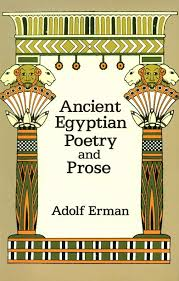 Ancient
Egyptian
Poetry
and
Prose
Adolf Erman